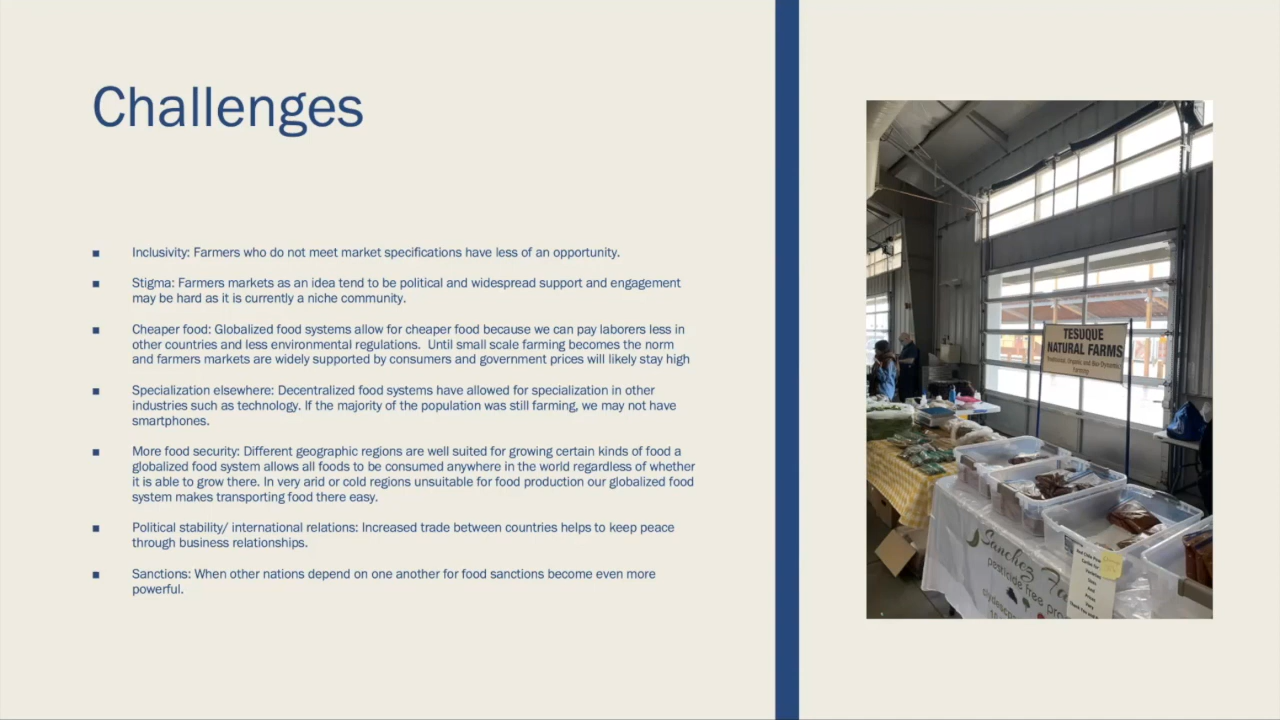 Challenges
■ Inclusivity: Farmers who do not meet market specifications have less of an opportunity.
■ Stigma: Farmers markets as an idea tend to be political and widespread support and engagement
may be hard as it is currently a niche community.
■ Cheaper food: Globalized food systems allow for cheaper food because we can pay laborers less in
other countries and less environmental regulations.  Until small scale farming becomes the norm
and farmers markets are widely supported by consumers and government prices will likely stay high
■ Specialization elsewhere: Decentralized food systems have allowed for specialization in other
industries such as technology. If the majority of the population was still farming, we may not have
smartphones.
■ More food security: Different geographic regions are well suited for growing certain kinds of food a
globalized food system allows all foods to be consumed anywhere in the world regardless of whether
it is able to grow there. In very arid or cold regions unsuitable for food production our globalized food
system makes transporting food there easy.
■ Political stability/ international relations: Increased trade between countries helps to keep peace
through business relationships.
■ Sanctions: When other nations depend on one another for food sanctions become even more
powerful.
TESUQUE
NATURAL FARMS
Organic and Bio Dynamic
Farming
Sanchez
pesticide free